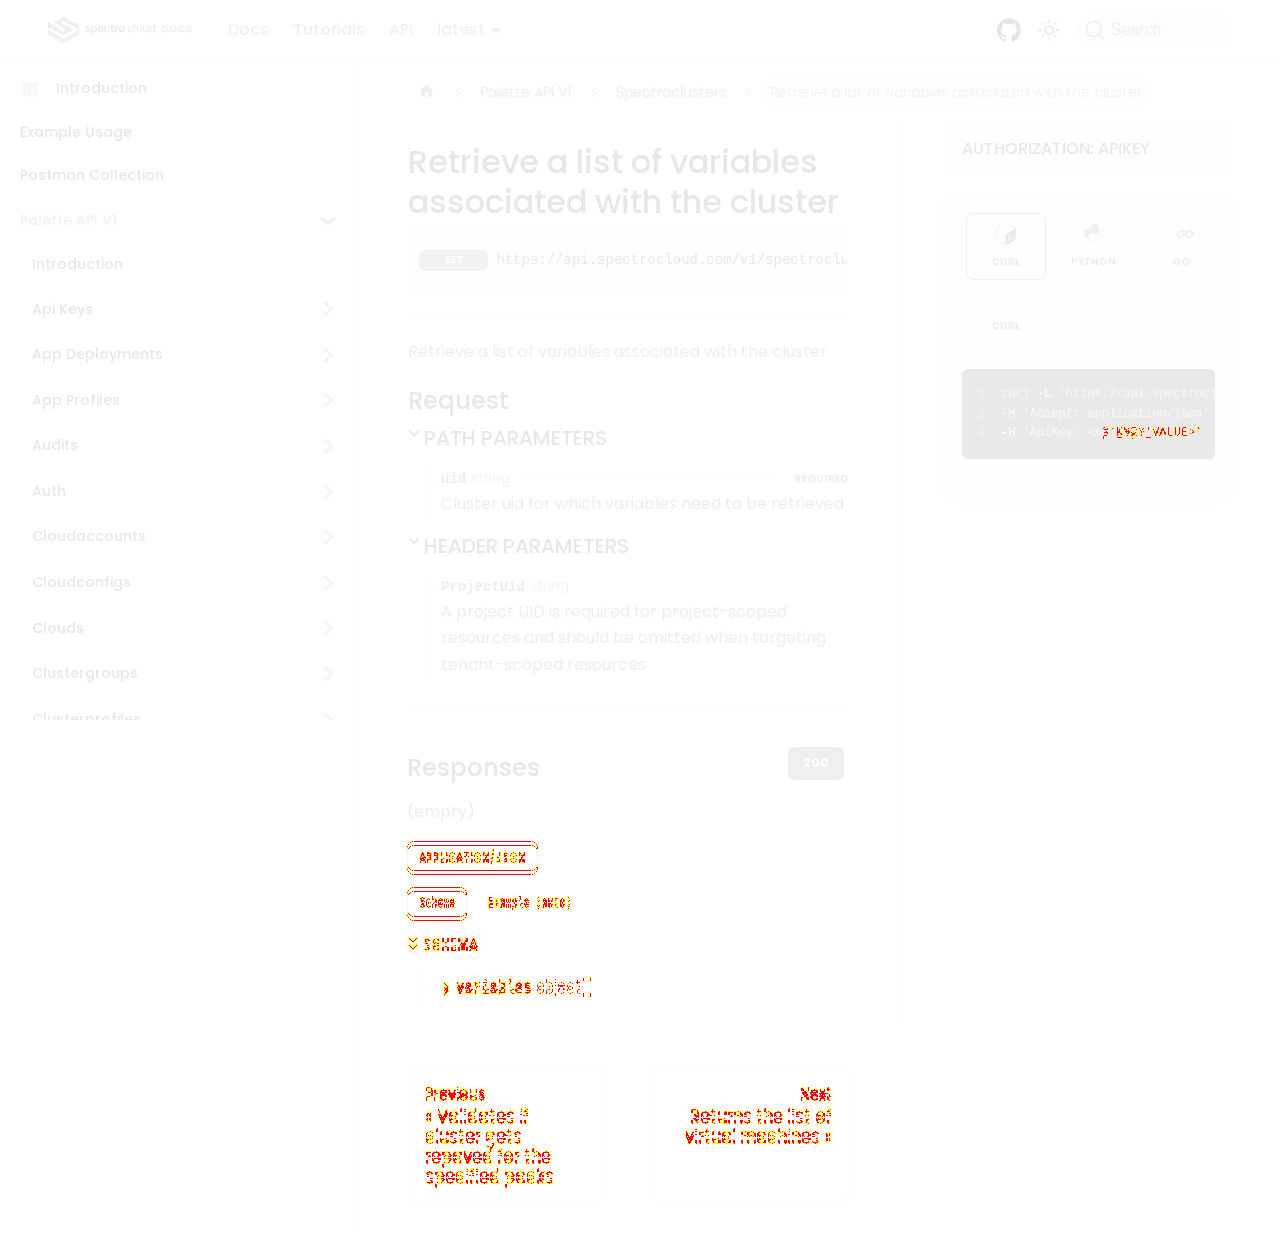 spectro cloud DOCS
Docs
Tutorials
API
latest
Search
Introduction
Example Usage
Postman Collection
Palette API V1
Introduction
Api Keys
App Deployments
App Profiles
Audits
Auth
Cloudaccounts
Cloudconfigs
Clouds
Clustergroups
Clusterprofiles
Palette API V1
Spectroclusters
Retrieve a list of variables associated with the cluster
Retrieve a list of variables
associated with the cluster
GET https://api.spectrocloud.com/v1/spectroclu
Retrieve a list of variables associated with the cluster
Request
PATH PARAMETERS
uid string REQUIRED
Cluster uid for which variables need to be retrieved
HEADER PARAMETERS
ProjectUid string
A project UID is required for project-scoped
resources and should be omitted when targeting
tenant-scoped resources
Responses
200
(empty)
APPLICATION/JSON
Schema Example (auto)
SCHEMA
variables object[]
Previous
« Validates if
cluster gets
repaved for the
specified packs
Next
Returns the list of
virtual machines »
AUTHORIZATION: APIKEY
CURL
PYTHON
GO
CURL
1 curl -L 'https://api.spectrocl
2 -H 'Accept: application/json'
3 -H 'ApiKey: